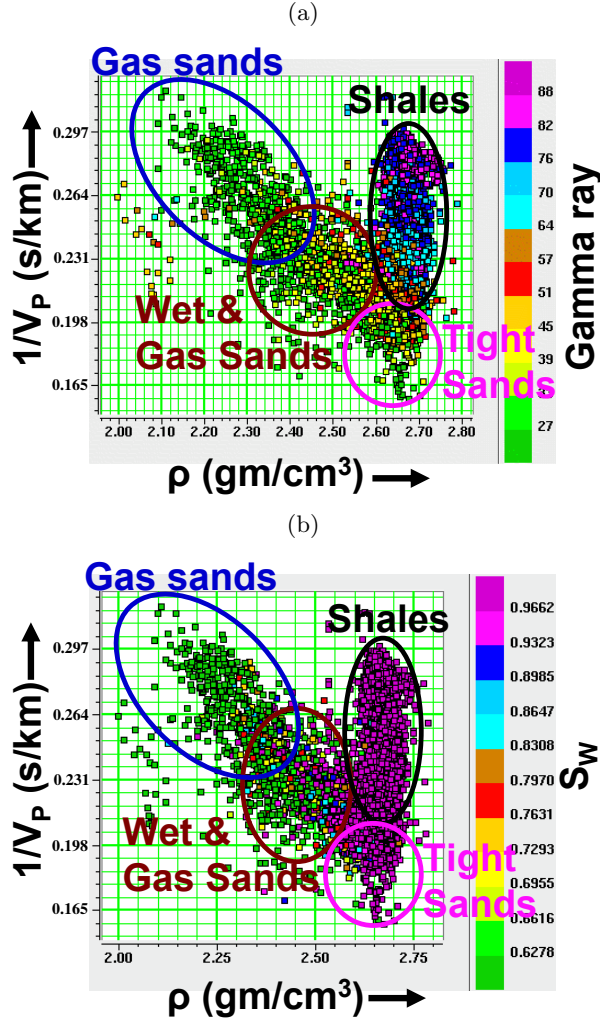 (a)
Gas sands
Shales
Wet &
Gas Sands
Tight
Sands
1/VP (s/km)
0.297
0.264
0.231
0.198
0.165
2.00 2.10 2.20 2.30 2.40 2.50 2.60 2.70 2.80
ρ (gm/cm³)
88
82
76
70
64
57
51
45
39
27
Gamma ray
(b)
Gas sands
Shales
Wet &
Gas Sands
Tight
Sands
1/VP (s/km)
0.297
0.264
0.231
0.198
0.165
2.00 2.25 2.50 2.75
ρ (gm/cm³)
0.9662
0.9323
0.8985
0.8647
0.8308
0.7970
0.7631
0.7293
0.6955
0.6616
0.6278
SW